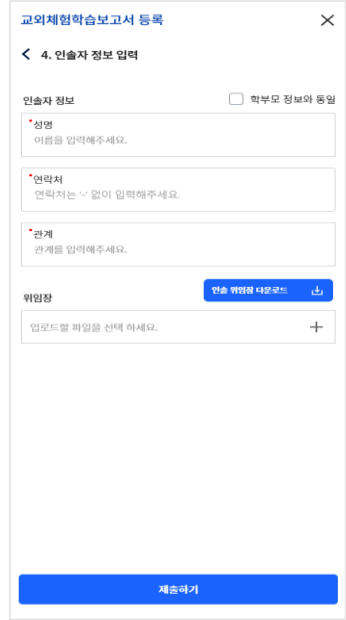 교외체험학습보고서 등록
4. 인솔자 정보 입력
인솔자 정보
학부모 정보와 동일
*성명
이름을 입력해주세요.
*연락처
연락처는 '-' 없이 입력해주세요.
*관계
관계를 입력해주세요.
위임장
인솔 위임장 다운로드
업로드할 파일을 선택 하세요.
제출하기